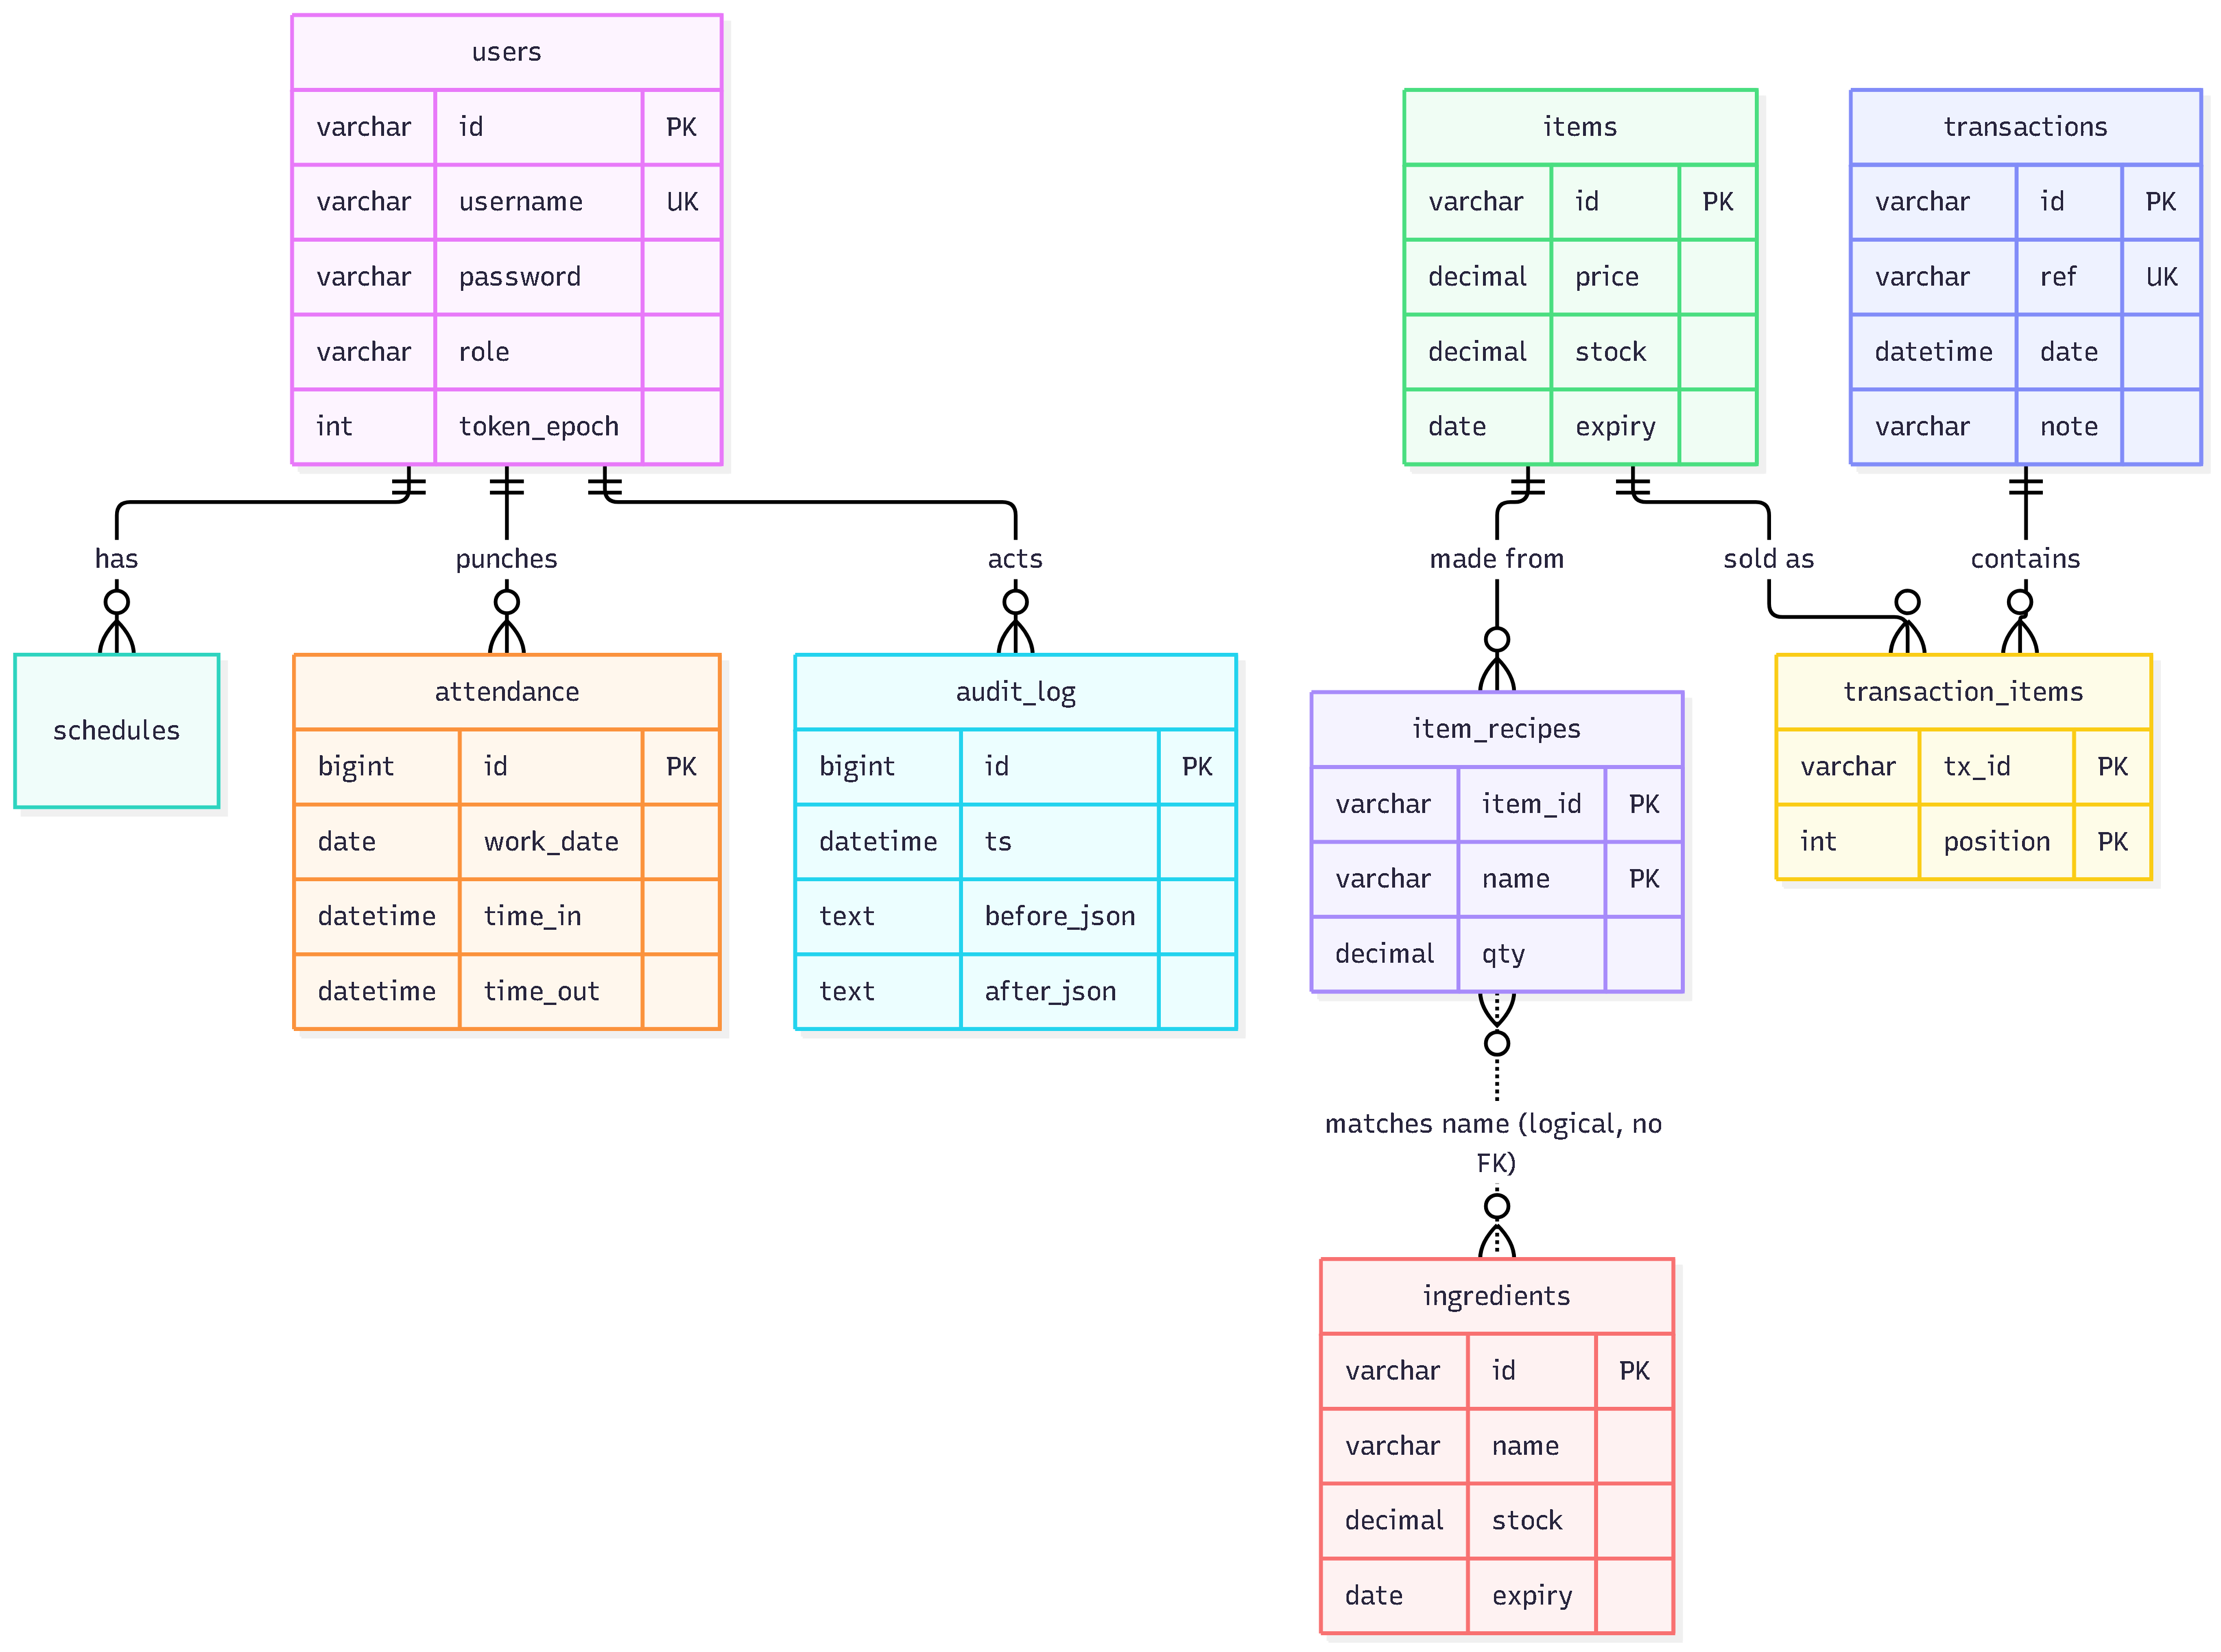 users
varchar id PK
varchar username UK
varchar password
varchar role
int token_epoch
items
varchar id PK
decimal price
decimal stock
date expiry
transactions
varchar id PK
varchar ref UK
datetime date
varchar note
has
punches
acts
made from
sold as
contains
schedules
attendance
bigint id PK
date work_date
datetime time_in
datetime time_out
audit_log
bigint id PK
datetime ts
text before_json
text after_json
item_recipes
varchar item_id PK
varchar name PK
decimal qty
transaction_items
varchar tx_id PK
int position PK
matches name (logical, no
FK)
ingredients
varchar id PK
varchar name
decimal stock
date expiry